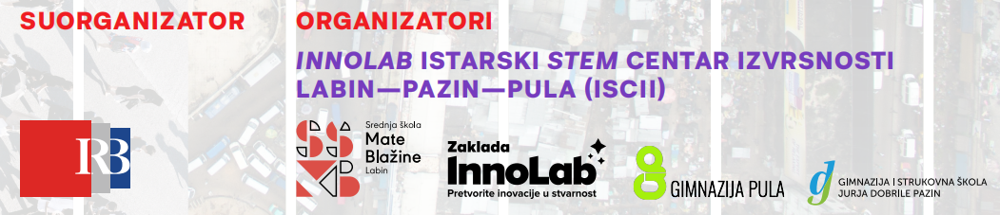 SUORGANIZATOR
IRB
ORGANIZATORI
INNOLAB ISTARSKI STEM CENTAR IZVRSNOSTI
LABIN—PAZIN—PULA (ISCII)
Srednja škola
Mate
Blažine
Labin
Zaklada
InnoLab
Pretvorite inovacije u stvarnost
GIMNAZIJA PULA
GIMNAZIJA I STRUKOVNA ŠKOLA
JURJA DOBRILE PAZIN